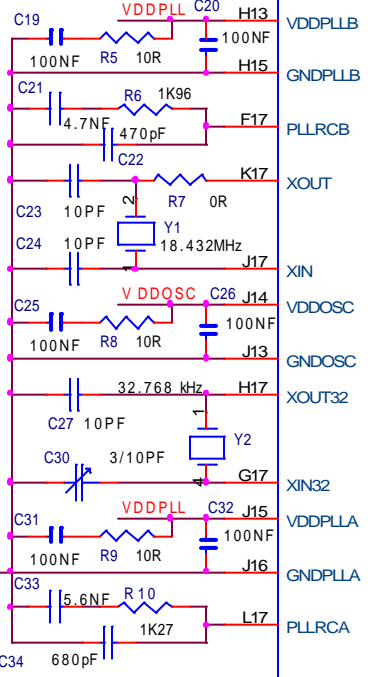 VDDPLL C20 H13
C19 VDDPLLB
100NF
R5 10R H15
100NF GNDPLLB
C21
R6 1K96
F17
4.7NF PLLRCB
470pF
C22 K17
XOUT
2 R7 0R
C23 10PF Y1
C24 10PF 18.432MHz
1 J17
XIN
VDDOSC C26 J14
C25 VDDOSC
100NF
100NF R8 10R J13
GNDOSC
32.768 kHz H17
XOUT32
C27 10PF 1
Y2
C30 3/10PF
4 G17
XIN32
VDDPLL C32 J15
C31 VDDPLLA
100NF
100NF R9 10R J16
GNDPLLA
C33
5.6NF R10
L17
1K27 PLLRCA
C34 680pF